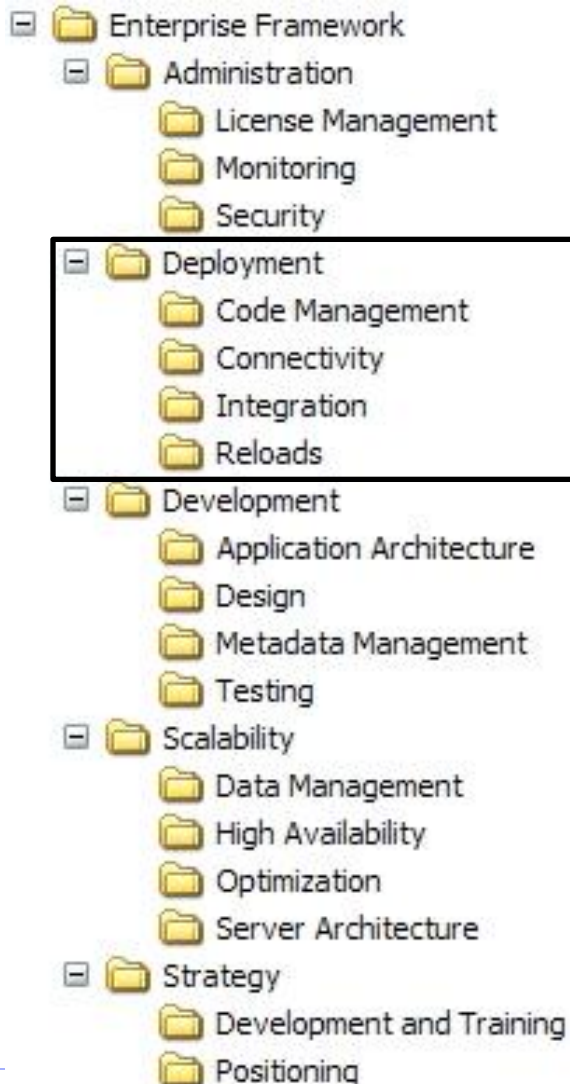 Enterprise Framework
Administration
License Management
Monitoring
Security
Deployment
Code Management
Connectivity
Integration
Reloads
Development
Application Architecture
Design
Metadata Management
Testing
Scalability
Data Management
High Availability
Optimization
Server Architecture
Strategy
Development and Training
Positioning